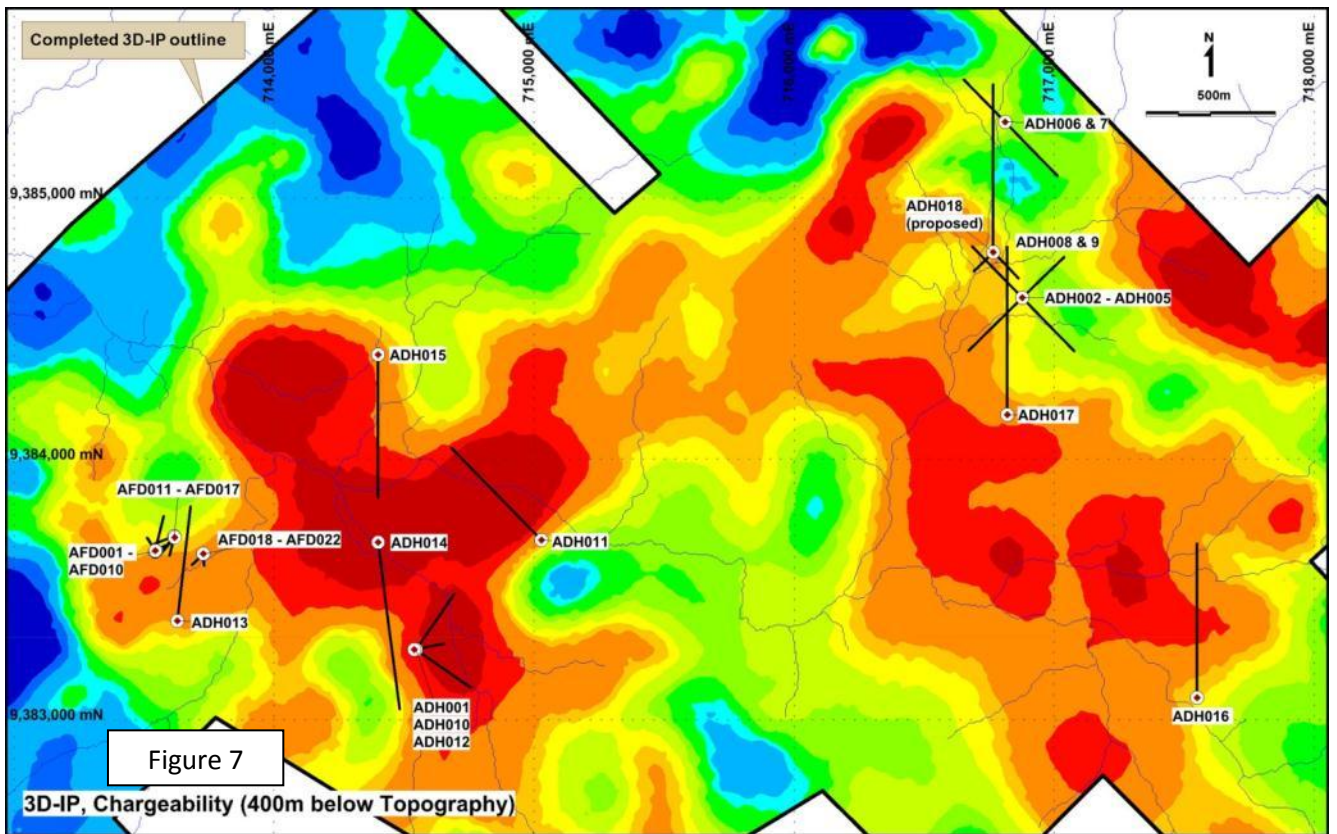 Completed 3D-IP outline
714,000 mE
715,000 mE
716,000 mE
717,000 mE
718,000 mE
N
500m
ADH006 & 7
9,385,000 mN
ADH018
(proposed)
ADH008 & 9
ADH002 - ADH005
ADH015
ADH017
9,384,000 mN
AFD011 - AFD017
AFD018 - AFD022
AFD001 -
AFD010
ADH014
ADH011
ADH013
ADH001
ADH010
ADH012
ADH016
9,383,000 mN
Figure 7
3D-IP, Chargeability (400m below Topography)